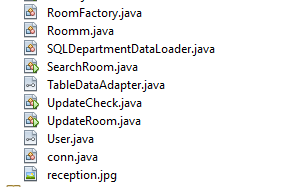 RoomFactory.java
Roomm.java
SQLDepartmentDataLoader.java
SearchRoom.java
TableDataAdapter.java
UpdateCheck.java
UpdateRoom.java
User.java
conn.java
reception.jpg